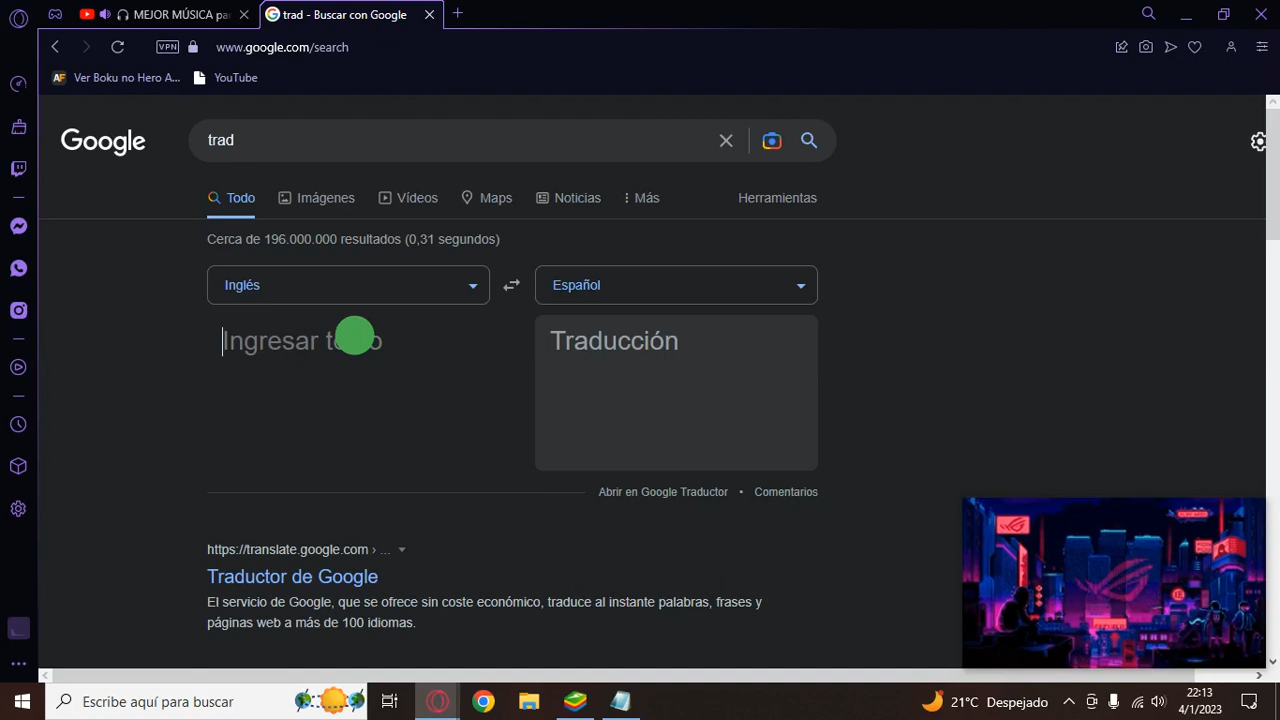 MEJOR MÚSICA pa
trad - Buscar con Google
VPN
www.google.com/search
AF
Ver Boku no Hero A...
YouTube
Google
trad
Todo
Imágenes
Vídeos
Maps
Noticias
Más
Herramientas
Cerca de 196.000.000 resultados (0,31 segundos)
Inglés
Español
Ingresar
Traducción
Abrir en Google Traductor • Comentarios
https://translate.google.com › ...
Traductor de Google
El servicio de Google, que se ofrece sin coste económico, traduce al instante palabras, frases y
páginas web a más de 100 idiomas.
Escribe aquí para buscar
21°C Despejado
22:13
4/1/2023